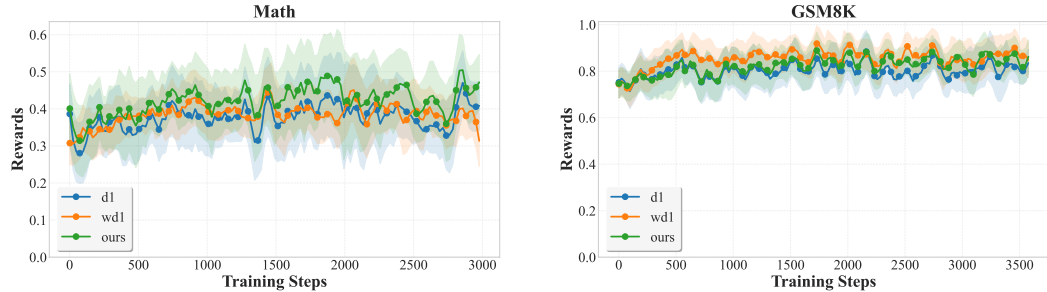 Math
Rewards
0.6
0.5
0.4
0.3
0.2
0.1
0.0
d1
wd1
ours
0 500 1000 1500 2000 2500 3000
Training Steps
GSM8K
Rewards
1.0
0.8
0.6
0.4
0.2
0.0
d1
wd1
ours
0 500 1000 1500 2000 2500 3000 3500
Training Steps